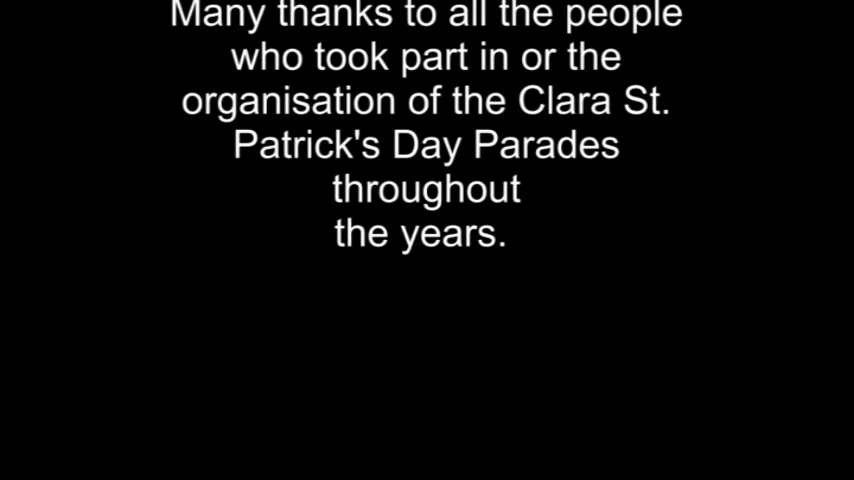 Many thanks to all the people
who took part in or the
organisation of the Clara St.
Patrick's Day Parades
throughout
the years.